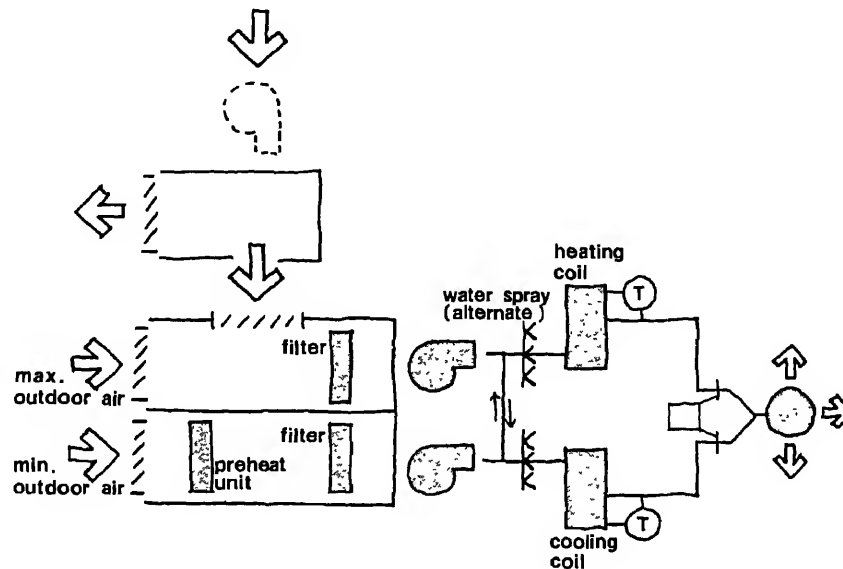 heating
coil
T
water spray
(alternate)
filter
max.
outdoor air
filter
min.
outdoor air
preheat
unit
T
cooling
coil